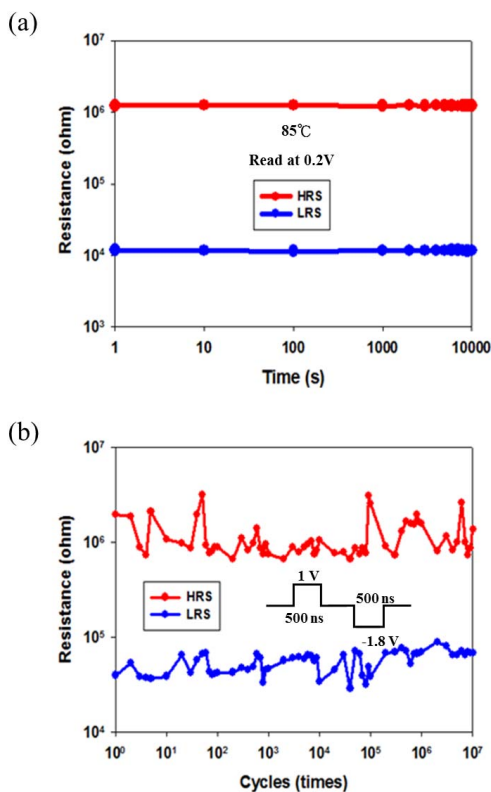 (a)
10⁷
10⁶
10⁵
10⁴
10³
Resistance (ohm)
85℃
Read at 0.2V
HRS
LRS
1 10 100 1000 10000
Time (s)
(b)
10⁷
10⁶
10⁵
10⁴
Resistance (ohm)
HRS
LRS
1 V
500 ns
500 ns
-1.8 V
10⁰ 10¹ 10² 10³ 10⁴ 10⁵ 10⁶ 10⁷
Cycles (times)